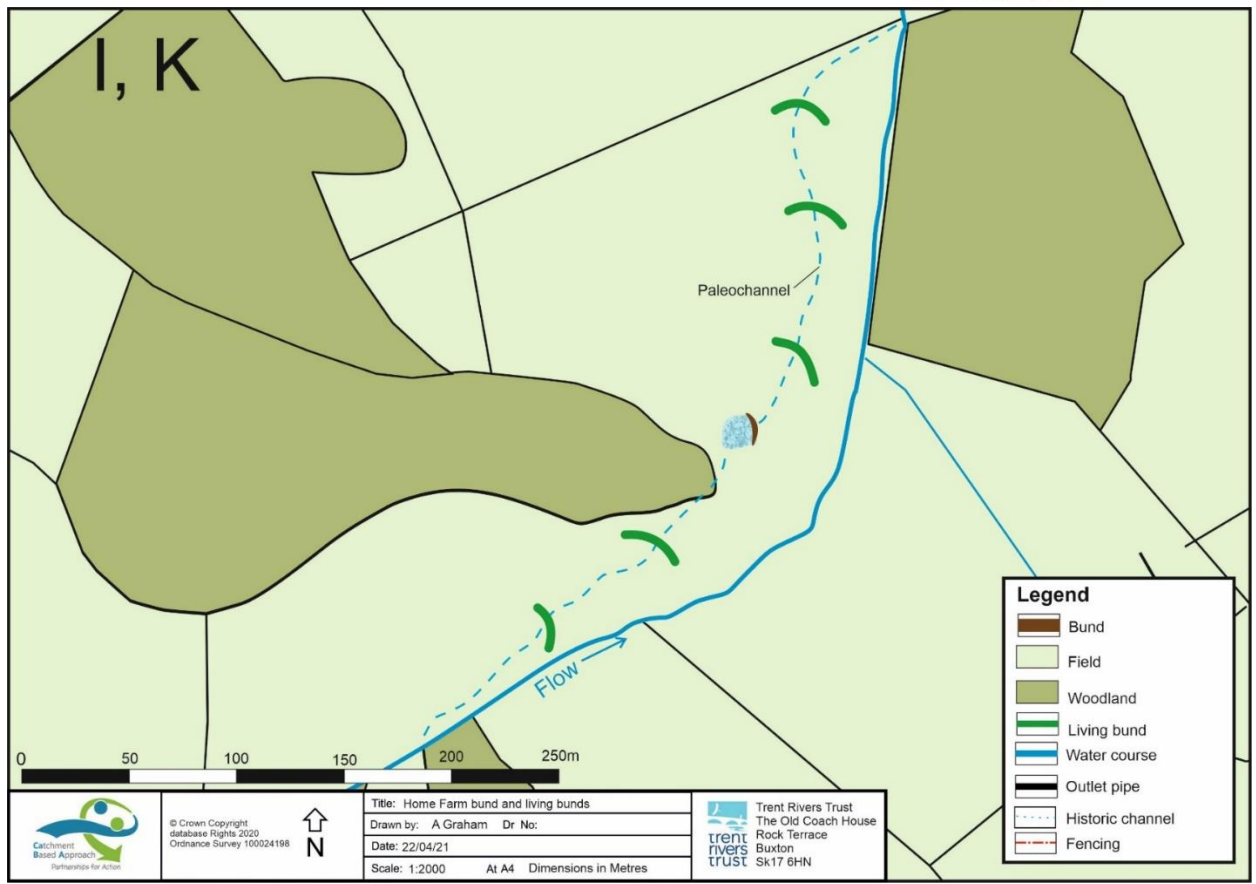 I, K
Paleochannel
Flow
0 50 100 150 200 250m
Legend
Bund
Field
Woodland
Living bund
Water course
Outlet pipe
Historic channel
Fencing
Catchment
Based Approach
Partnerships for Action
© Crown Copyright
database Rights 2020
Ordnance Survey 100024198
N
Title: Home Farm bund and living bunds
Drawn by: A Graham Dr No:
Date: 22/04/21
Scale: 1:2000 At A4 Dimensions in Metres
trent
rivers
trust
Trent Rivers Trust
The Old Coach House
Rock Terrace
Buxton
Sk17 6HN